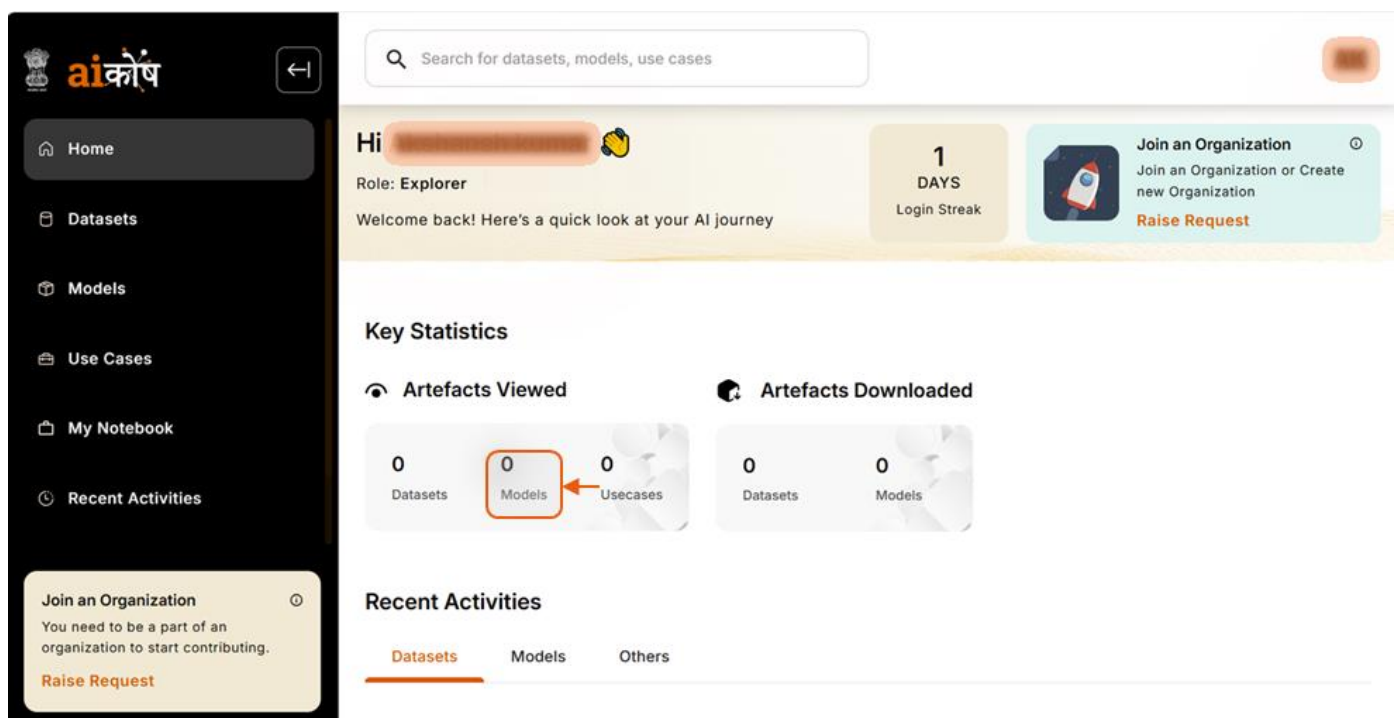 aiकोष
Home
Datasets
Models
Use Cases
My Notebook
Recent Activities
Join an Organization
You need to be a part of an
organization to start contributing.
Raise Request
Search for datasets, models, use cases
Hi
Role: Explorer
Welcome back! Here's a quick look at your AI journey
1
DAYS
Login Streak
Join an Organization
Join an Organization or Create
new Organization
Raise Request
Key Statistics
Artefacts Viewed
0 0 0
Datasets Models Usecases
Artefacts Downloaded
0 0
Datasets Models
Recent Activities
Datasets Models Others